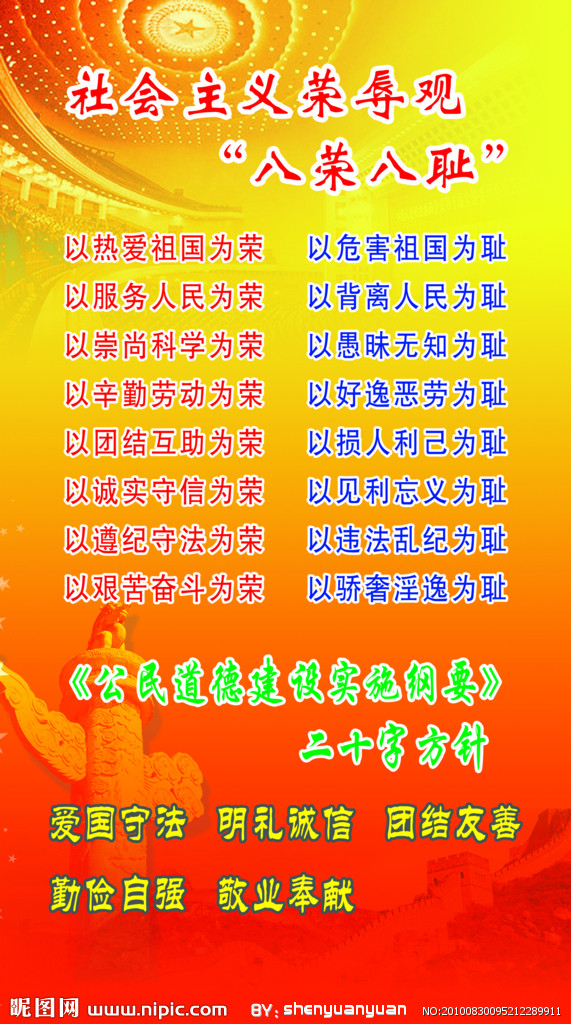 社会主义荣辱观
“八荣八耻”
以热爱祖国为荣 以危害祖国为耻
以服务人民为荣 以背离人民为耻
以崇尚科学为荣 以愚昧无知为耻
以辛勤劳动为荣 以好逸恶劳为耻
以团结互助为荣 以损人利己为耻
以诚实守信为荣 以见利忘义为耻
以遵纪守法为荣 以违法乱纪为耻
以艰苦奋斗为荣 以骄奢淫逸为耻
《公民道德建设实施纲要》
二十字方针
爱国守法 明礼诚信 团结友善
勤俭自强 敬业奉献
昵图网 www.nipic.com BY: shenyuanyuan NO:20100830095212289911